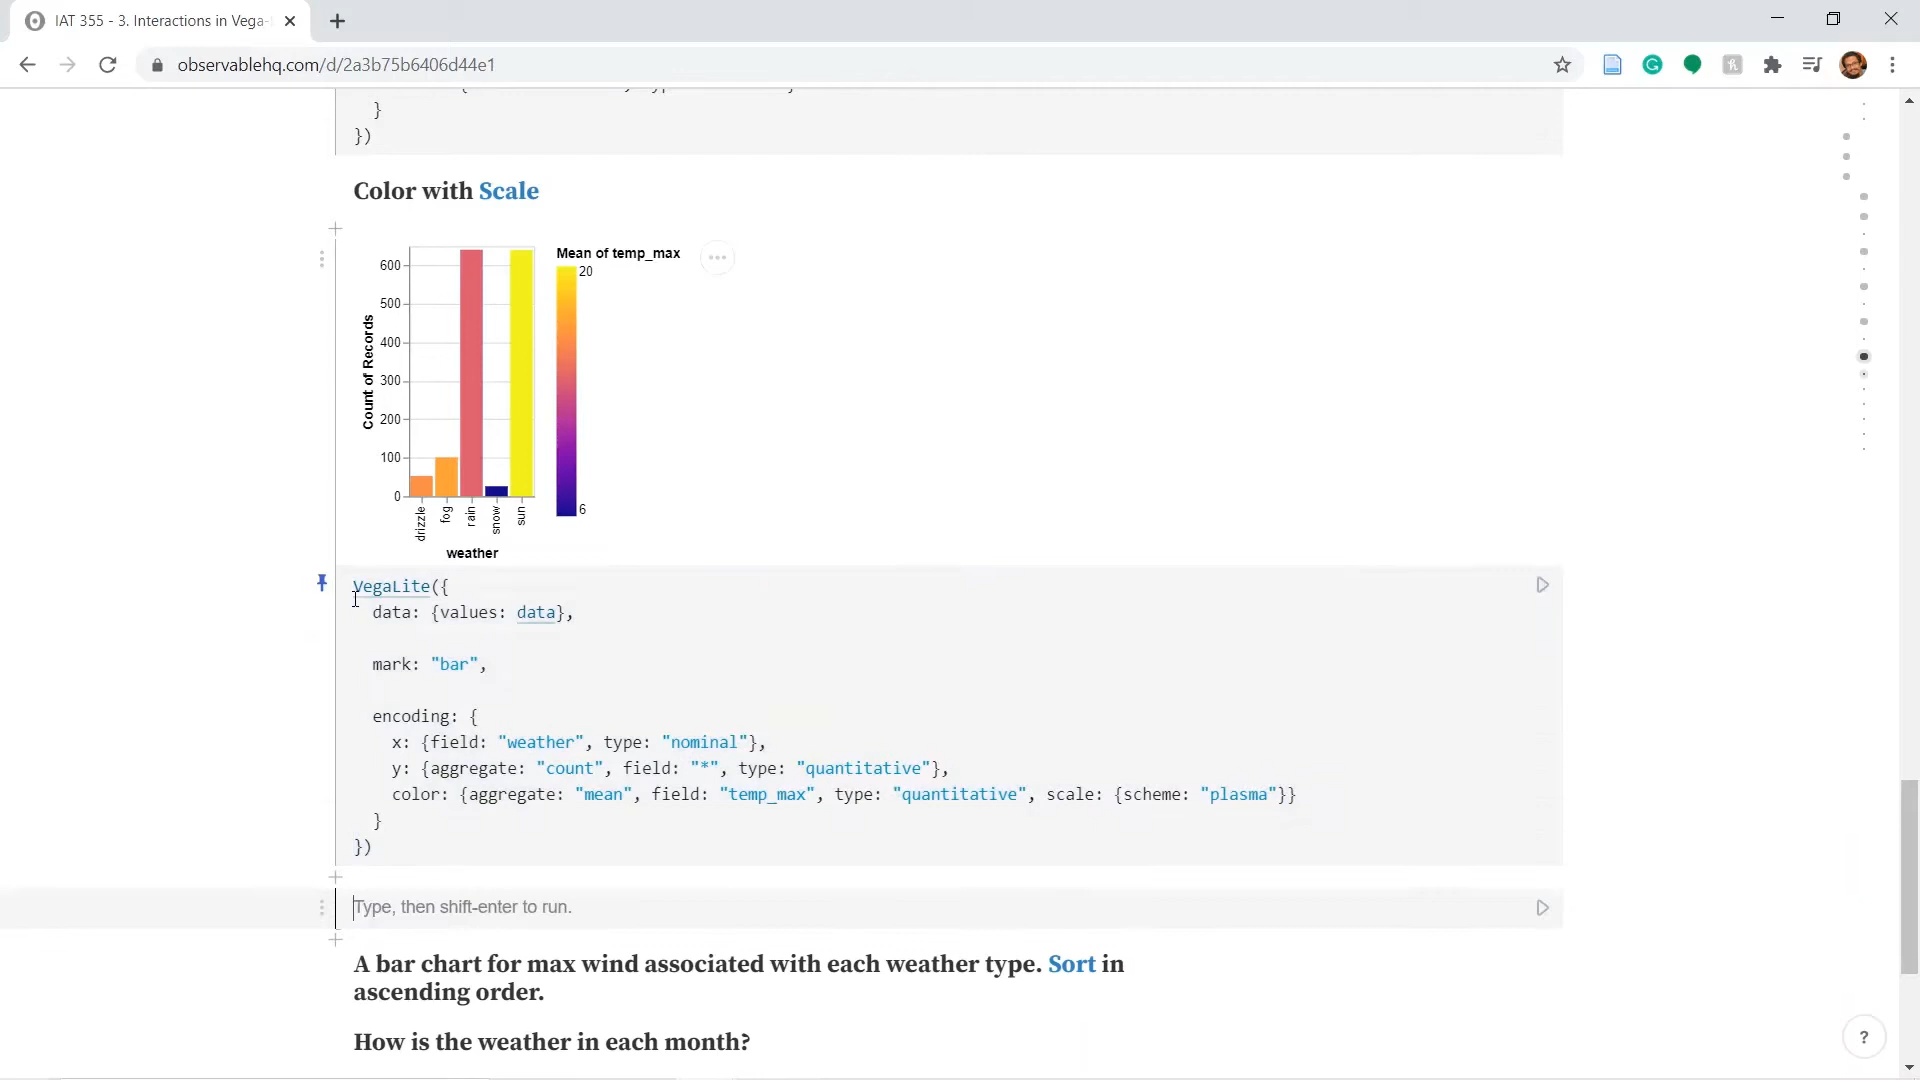 IAT 355 - 3. Interactions in Vega-
observablehq.com/d/2a3b75b6406d44e1
}
})
Color with Scale
Mean of temp_max
20
6
600
500
400
300
200
100
0
Count of Records
drizzle
fog
rain
snow
sun
weather
VegaLite({
data: {values: data},
mark: "bar",
encoding: {
x: {field: "weather", type: "nominal"},
y: {aggregate: "count", field: "*", type: "quantitative"},
color: {aggregate: "mean", field: "temp_max", type: "quantitative", scale: {scheme: "plasma"}}
}
})
Type, then shift-enter to run.
A bar chart for max wind associated with each weather type. Sort in
ascending order.
How is the weather in each month?
?